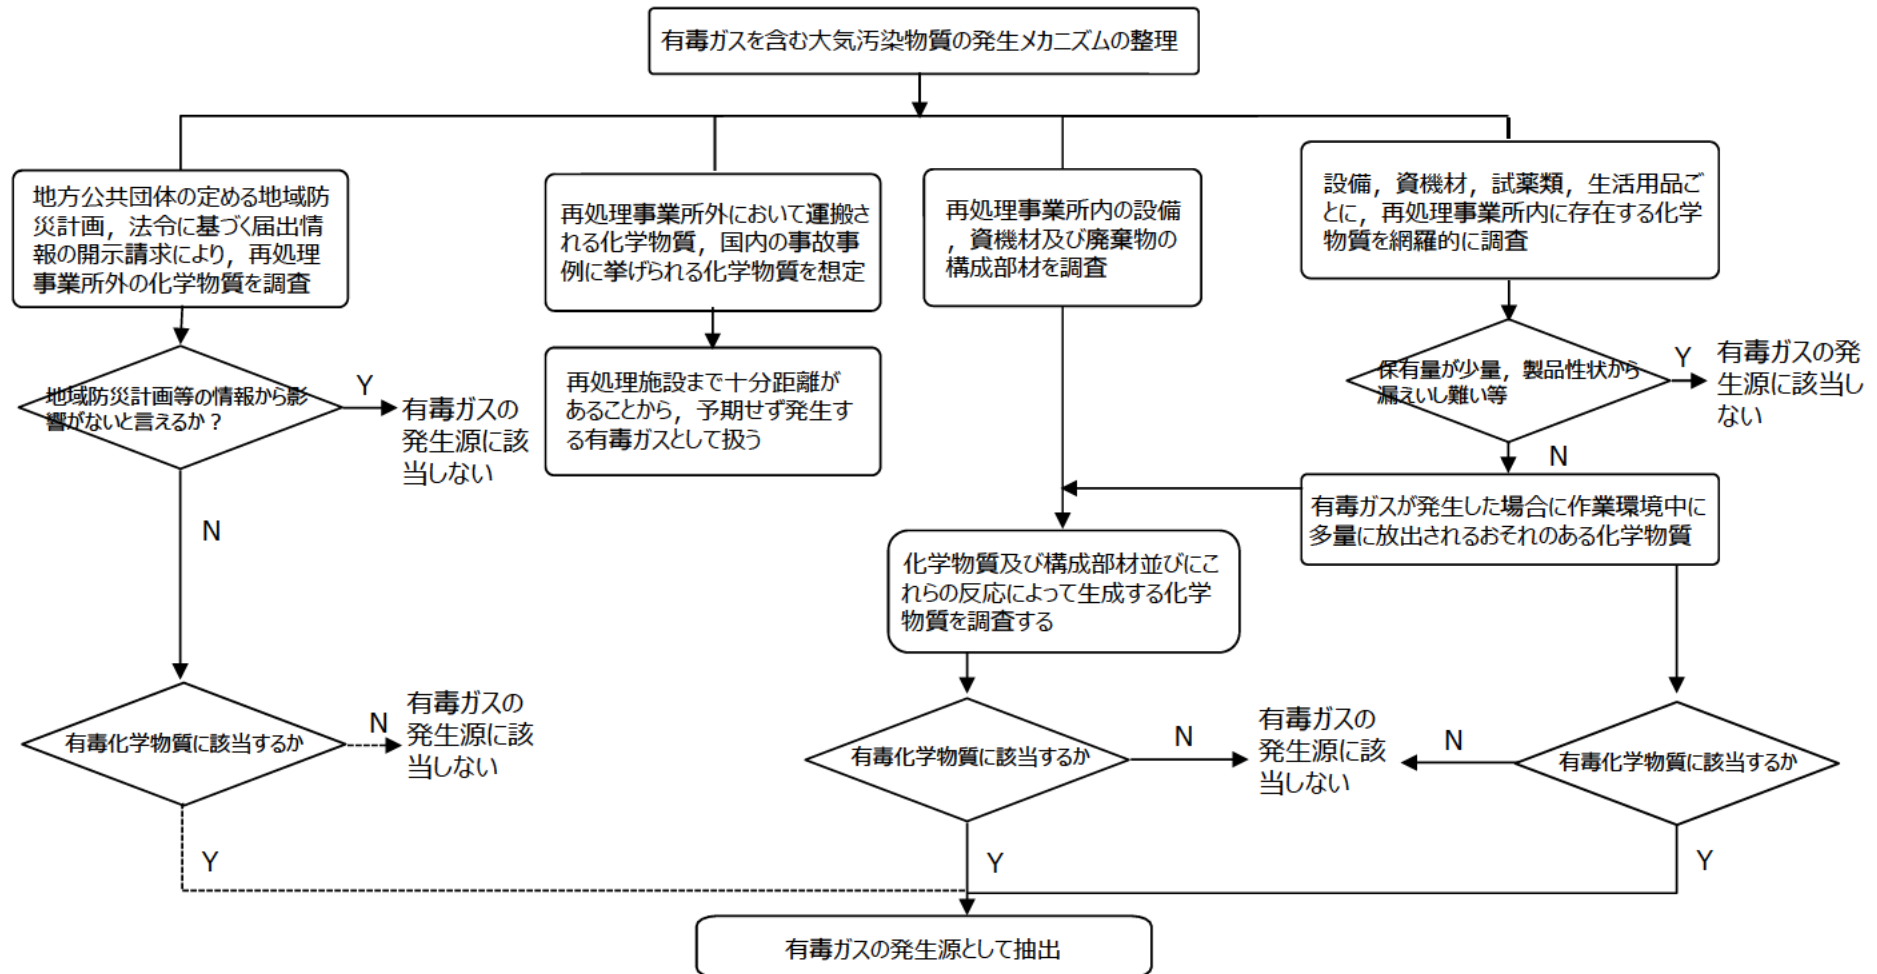 有毒ガスを含む大気汚染物質の発生メカニズムの整理
地方公共団体の定める地域防
災計画，法令に基づく届出情
報の開示請求により，再処理
事業所外の化学物質を調査
再処理事業所外において運搬さ
れる化学物質，国内の事故事
例に挙げられる化学物質を想定
再処理事業所内の設備
，資機材及び廃棄物の
構成部材を調査
設備，資機材，試薬類，生活用品ご
とに，再処理事業所内に存在する化学
物質を網羅的に調査
地域防災計画等の情報から影
響がないと言えるか？
Y
有毒ガスの
発生源に該
当しない
再処理施設まで十分距離が
あることから，予期せず発生す
る有毒ガスとして扱う
保有量が少量，製品性状から
漏えいし難い等
Y
有毒ガスの発
生源に該当し
ない
N
N
有毒ガスが発生した場合に作業環境中に
多量に放出されるおそれのある化学物質
化学物質及び構成部材並びにこ
れらの反応によって生成する化学
物質を調査する
有毒化学物質に該当するか
N
有毒ガスの
発生源に該
当しない
有毒化学物質に該当するか
N
有毒ガスの
発生源に該
当しない
N
有毒化学物質に該当するか
Y
Y
Y
有毒ガスの発生源として抽出